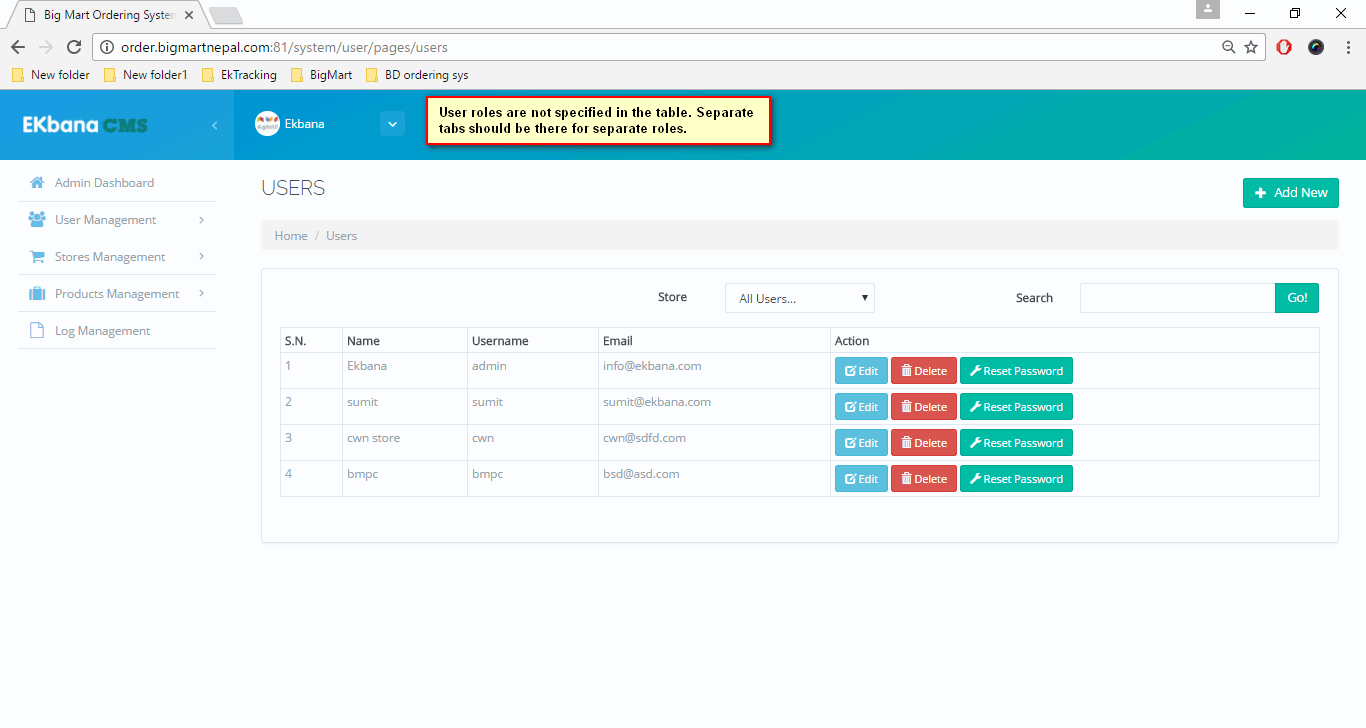 Big Mart Ordering System
order.bigmartnepal.com:81/system/user/pages/users
New folder New folder1 EkTracking BigMart BD ordering sys
EKbana CMS
Ekbana
User roles are not specified in the table. Separate
tabs should be there for separate roles.
Admin Dashboard
User Management
Stores Management
Products Management
Log Management
USERS
Add New
Home / Users
Store All Users... Search Go!
S.N. Name Username Email Action
1 Ekbana admin info@ekbana.com Edit Delete Reset Password
2 sumit sumit sumit@ekbana.com Edit Delete Reset Password
3 cwn store cwn cwn@sdfd.com Edit Delete Reset Password
4 bmpc bmpc bsd@asd.com Edit Delete Reset Password